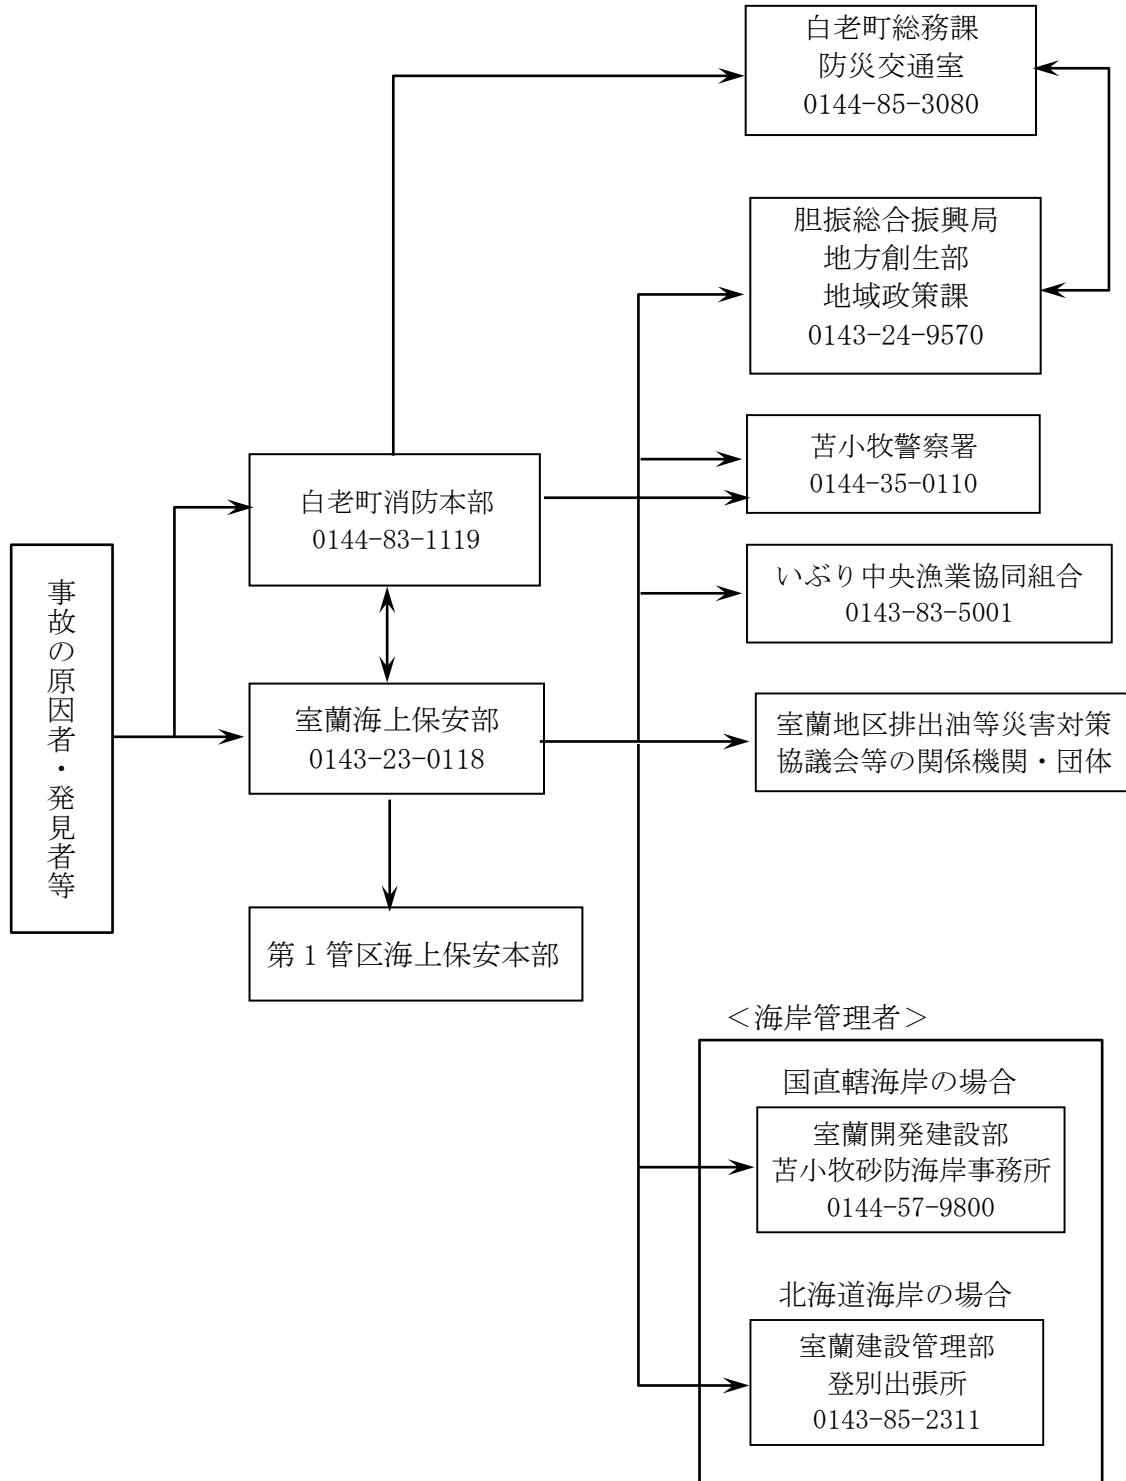 白老町総務課
防災交通室
0144-85-3080
胆振総合振興局
地方創生部
地域政策課
0143-24-9570
苫小牧警察署
0144-35-0110
白老町消防本部
0144-83-1119
いぶり中央漁業協同組合
0143-83-5001
事故の原因者・発見者等
室蘭海上保安部
0143-23-0118
室蘭地区排出油等災害対策
協議会等の関係機関・団体
第1管区海上保安本部
＜海岸管理者＞
国直轄海岸の場合
室蘭開発建設部
苫小牧砂防海岸事務所
0144-57-9800
北海道海岸の場合
室蘭建設管理部
登別出張所
0143-85-2311